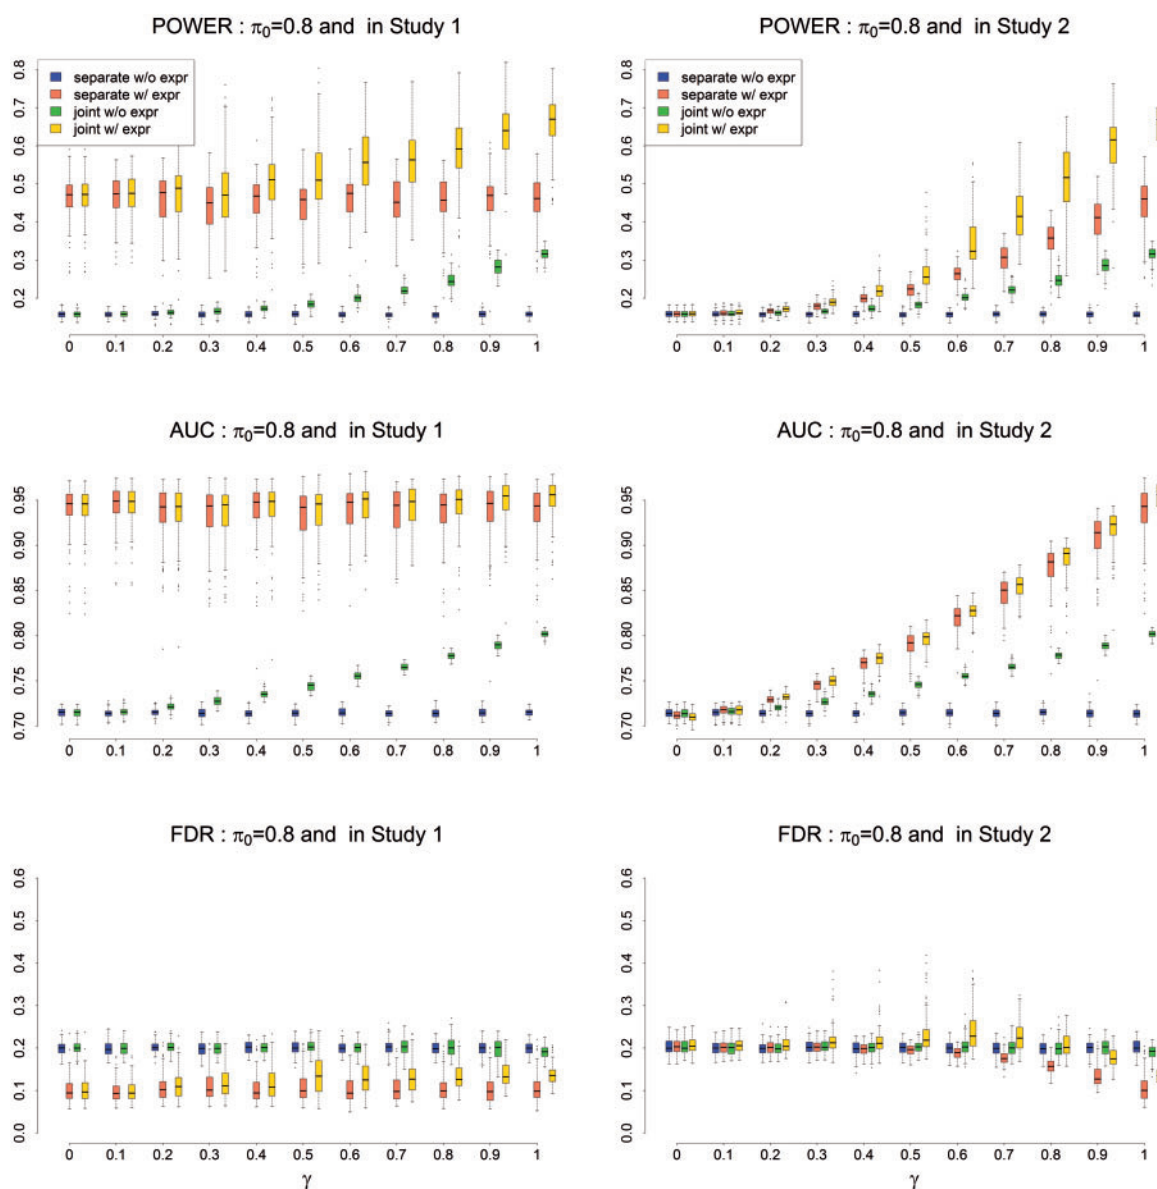 POWER : π0=0.8 and in Study 1
separate w/o expr
separate w/ expr
joint w/o expr
joint w/ expr
0.8
0.7
0.6
0.5
0.4
0.3
0.2
0 0.1 0.2 0.3 0.4 0.5 0.6 0.7 0.8 0.9 1
POWER : π0=0.8 and in Study 2
separate w/o expr
separate w/ expr
joint w/o expr
joint w/ expr
0.8
0.7
0.6
0.5
0.4
0.3
0.2
0 0.1 0.2 0.3 0.4 0.5 0.6 0.7 0.8 0.9 1
AUC : π0=0.8 and in Study 1
0.95
0.90
0.85
0.80
0.75
0.70
0 0.1 0.2 0.3 0.4 0.5 0.6 0.7 0.8 0.9 1
AUC : π0=0.8 and in Study 2
0.95
0.90
0.85
0.80
0.75
0.70
0 0.1 0.2 0.3 0.4 0.5 0.6 0.7 0.8 0.9 1
FDR : π0=0.8 and in Study 1
0.6
0.5
0.4
0.3
0.2
0.1
0.0
0 0.1 0.2 0.3 0.4 0.5 0.6 0.7 0.8 0.9 1
γ
FDR : π0=0.8 and in Study 2
0.6
0.5
0.4
0.3
0.2
0.1
0.0
0 0.1 0.2 0.3 0.4 0.5 0.6 0.7 0.8 0.9 1
γ